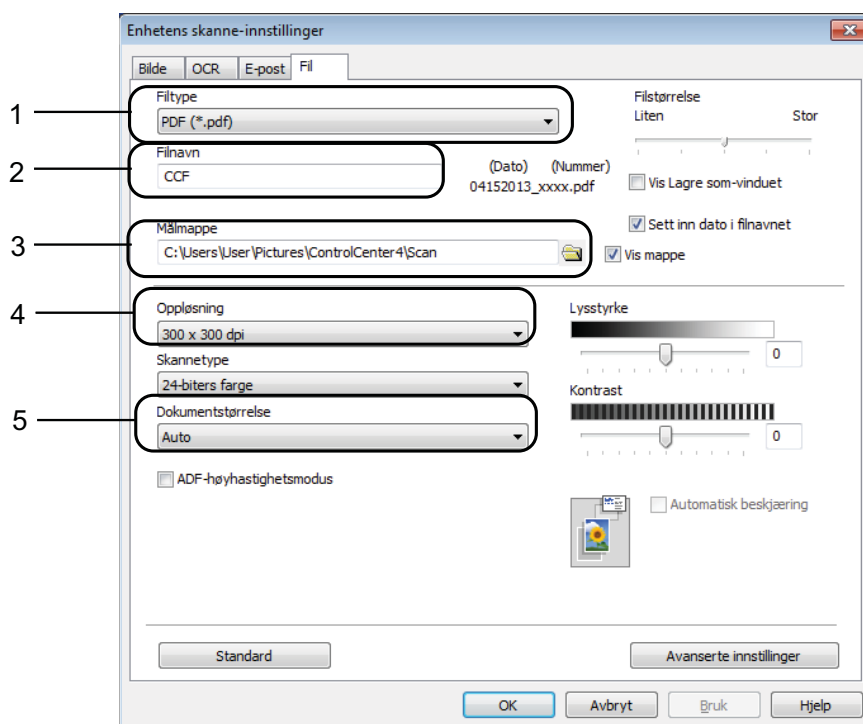 Enhetens skanne-innstillinger
Bilde OCR E-post Fil
1
Filtype
PDF (*.pdf)
Filstørrelse
Liten Stor
2
Filnavn
CCF
(Dato) (Nummer)
04152013_xxxx.pdf
Vis Lagre som-vinduet
Sett inn dato i filnavnet
3
Målmappe
C:\Users\User\Pictures\ControlCenter4\Scan
Vis mappe
4
Oppløsning
300 x 300 dpi
Skannetype
24-biters farge
5
Dokumentstørrelse
Auto
ADF-høyhastighetsmodus
Lysstyrke
0
Kontrast
0
Automatisk beskjæring
Standard
Avanserte innstillinger
OK Avbryt Bruk Hjelp